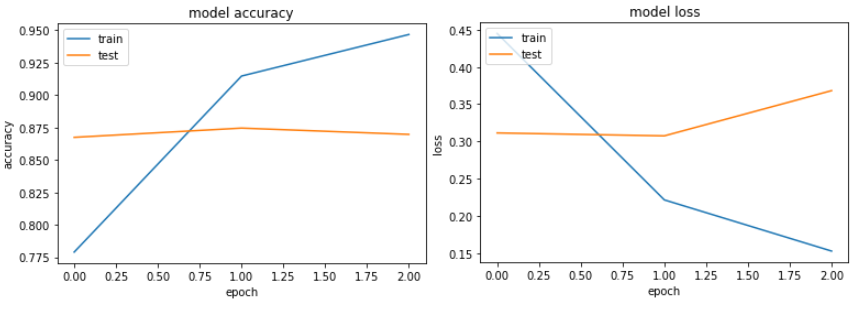 model accuracy
train
test
0.950
0.925
0.900
0.875
0.850
0.825
0.800
0.775
accuracy
0.00 0.25 0.50 0.75 1.00 1.25 1.50 1.75 2.00
epoch
model loss
train
test
0.45
0.40
0.35
0.30
0.25
0.20
0.15
loss
0.00 0.25 0.50 0.75 1.00 1.25 1.50 1.75 2.00
epoch